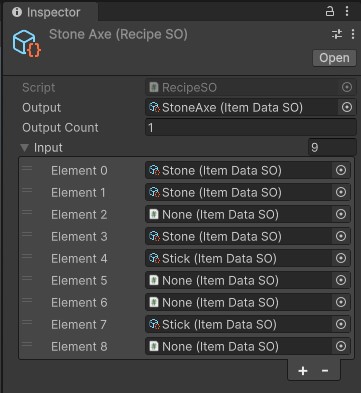 Inspector
Stone Axe (Recipe SO)
Open
Script RecipeSO
Output StoneAxe (Item Data SO)
Output Count 1
Input 9
Element 0 Stone (Item Data SO)
Element 1 Stone (Item Data SO)
Element 2 None (Item Data SO)
Element 3 Stone (Item Data SO)
Element 4 Stick (Item Data SO)
Element 5 None (Item Data SO)
Element 6 None (Item Data SO)
Element 7 Stick (Item Data SO)
Element 8 None (Item Data SO)
+ -